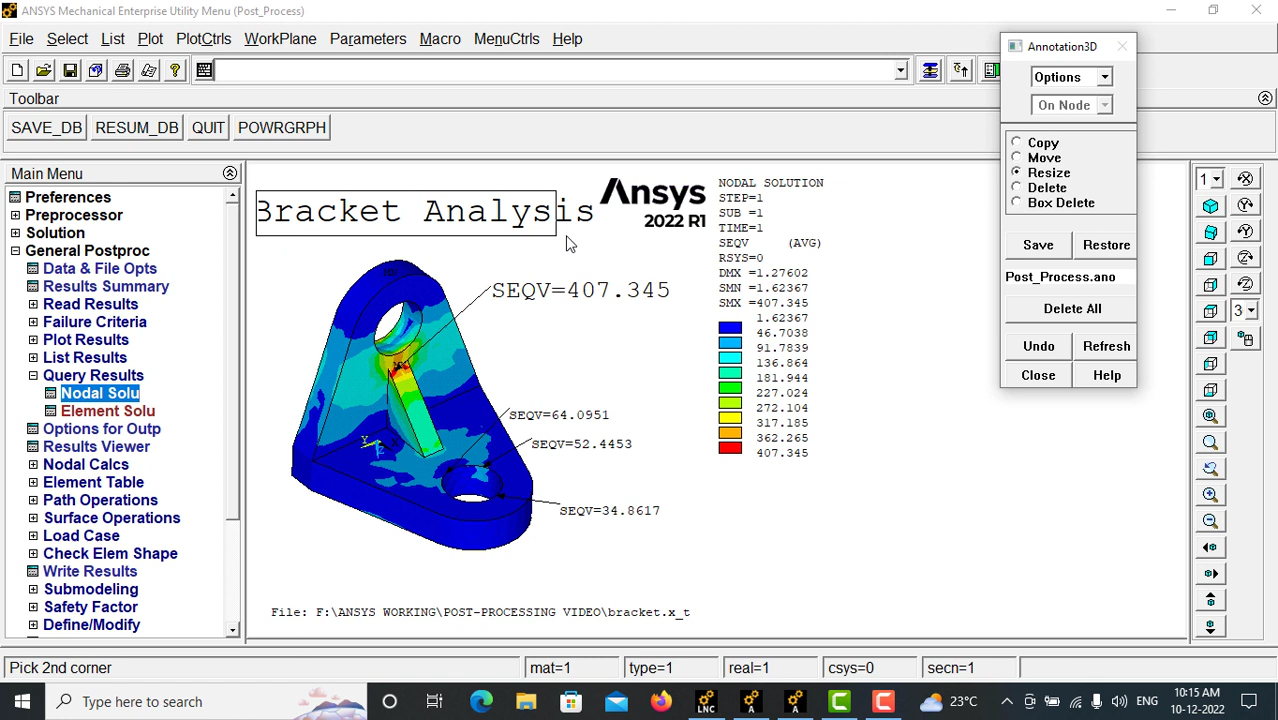 ANSYS Mechanical Enterprise Utility Menu (Post_Process)
File Select List Plot PlotCtrls WorkPlane Parameters Macro MenuCtrls Help
Toolbar
SAVE_DB RESUM_DB QUIT POWRGRPH
Main Menu
Preferences
Preprocessor
Solution
General Postproc
Data & File Opts
Results Summary
Read Results
Failure Criteria
Plot Results
List Results
Query Results
Nodal Solu
Element Solu
Options for Outp
Results Viewer
Nodal Calcs
Element Table
Path Operations
Surface Operations
Load Case
Check Elem Shape
Write Results
Submodeling
Safety Factor
Define/Modify
Bracket Analysis
Ansys
2022 R1
SEQV=407.345
SEQV=64.0951
SEQV=52.4453
SEQV=34.8617
Y
X
Z
File: F:\ANSYS WORKING\POST-PROCESSING VIDEO\bracket.x_t
NODAL SOLUTION
STEP=1
SUB =1
TIME=1
SEQV (AVG)
RSYS=0
DMX =1.27602
SMN =1.62367
SMX =407.345
1.62367
46.7038
91.7839
136.864
181.944
227.024
272.104
317.185
362.265
407.345
Annotation3D
Options
On Node
Copy
Move
Resize
Delete
Box Delete
Save Restore
Post_Process.ano
Delete All
Undo Refresh
Close Help
1
3
Pick 2nd corner mat=1 type=1 real=1 csys=0 secn=1
Type here to search
LNC
A
A
23°C
ENG
10:15 AM
10-12-2022